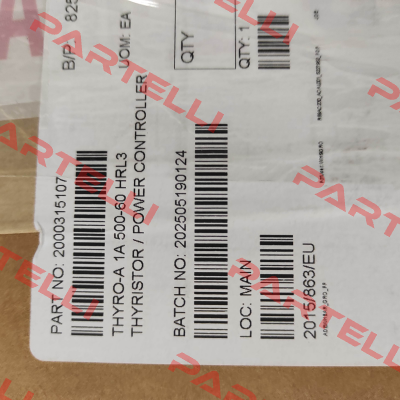 B/P.: 825
UOM: EA
QTY
QTY: 1
PART NO: 2000315107
THYRO-A 1A 500-60 HRL3
THYRISTOR / POWER CONTROLLER
BATCH NO: 202505190124
LOC: MAIN
2015/863/EU
PARTELLI
PARTELLI
PARTELLI
PARTELLI
PARTELLI
PARTELLI